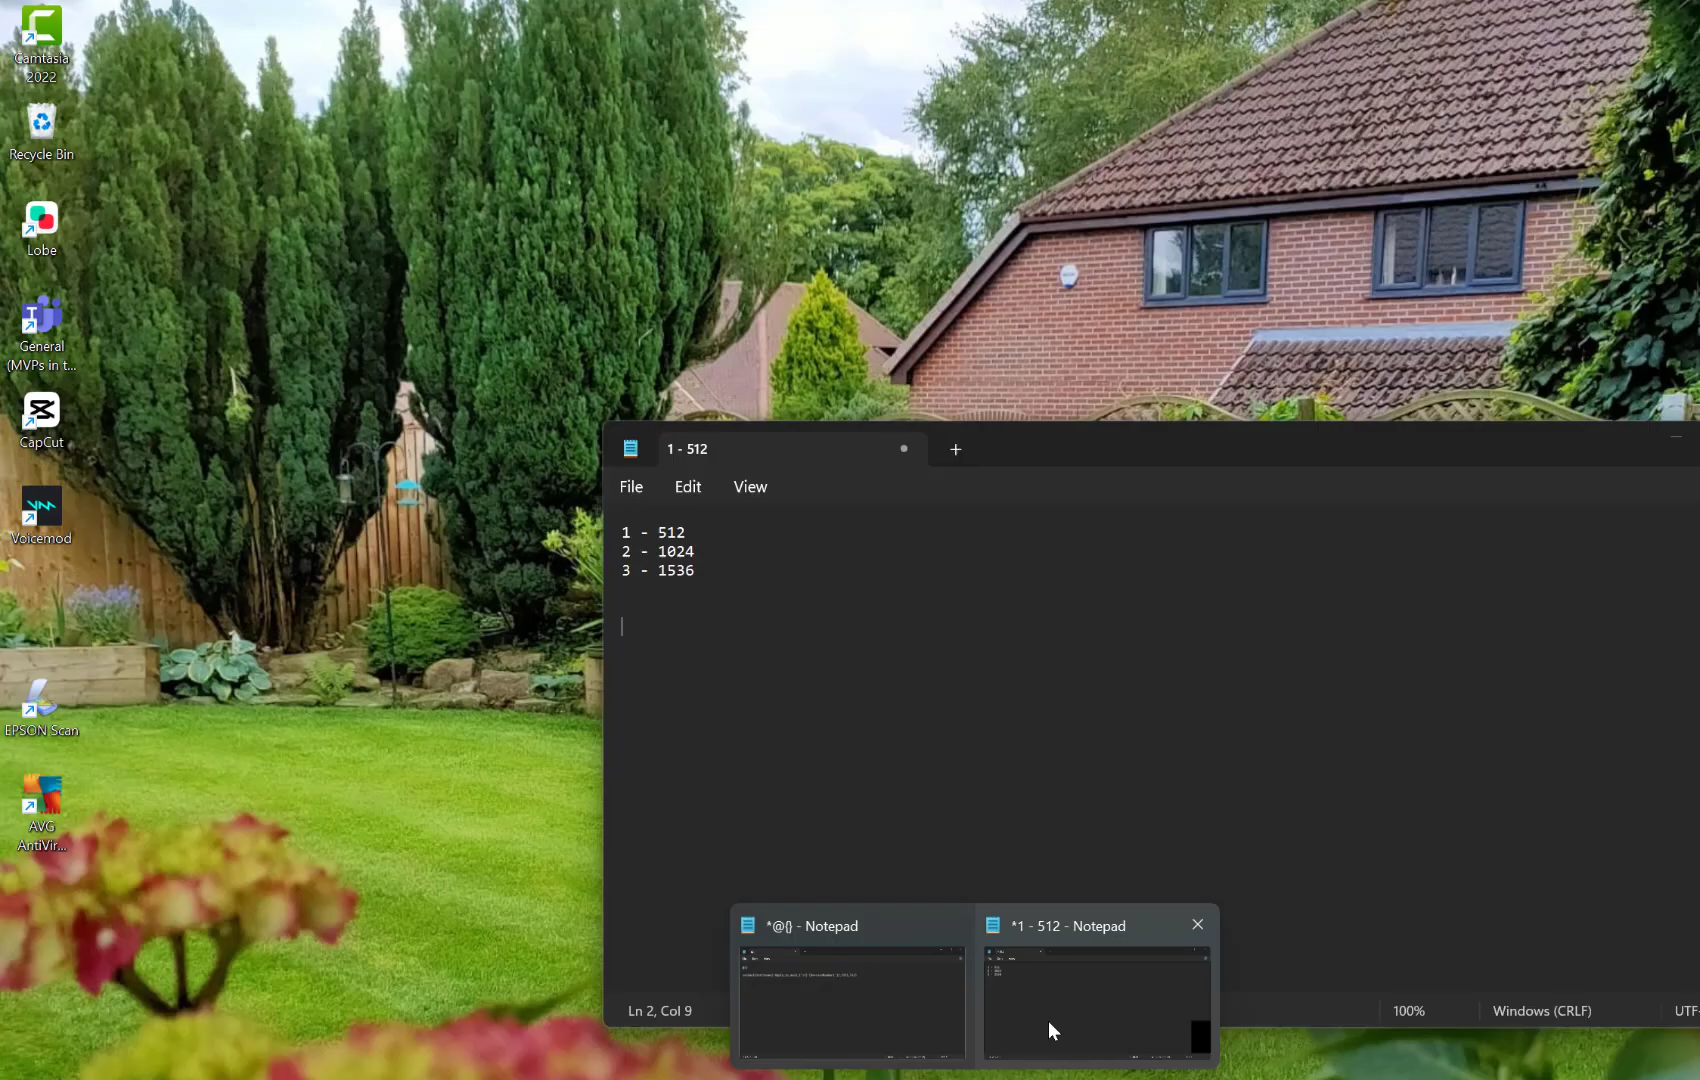 Camtasia
2022
Recycle Bin
Lobe
General
(MVPs in t...
CapCut
Voicemod
EPSON Scan
AVG
AntiVir...
1 - 512
+
File Edit View
1 - 512
2 - 1024
3 - 1536
*@{} - Notepad
*1 - 512 - Notepad
Ln 2, Col 9
100%
Windows (CRLF)
UTF-